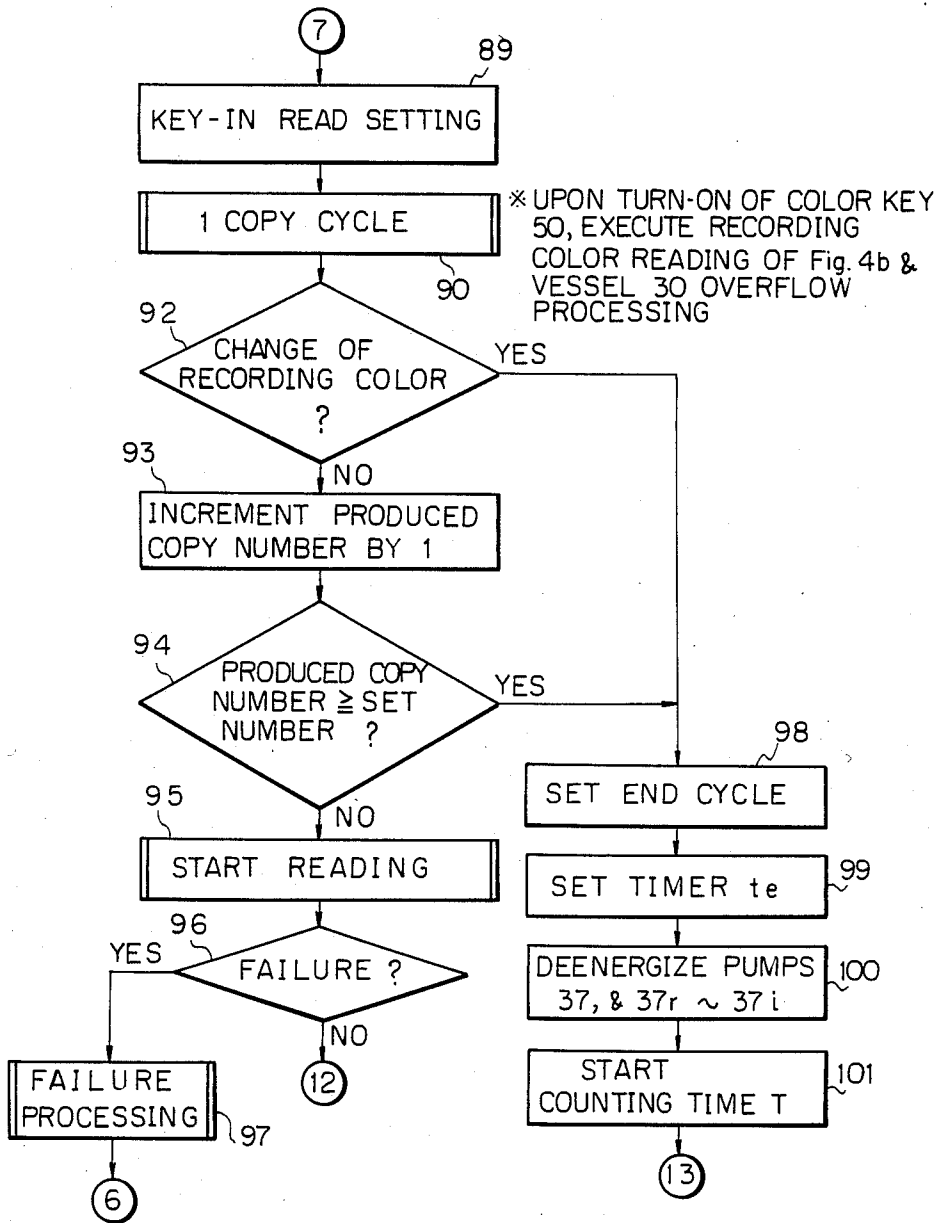 7
89
KEY-IN READ SETTING
1 COPY CYCLE
90
※ UPON TURN-ON OF COLOR KEY
50, EXECUTE RECORDING
COLOR READING OF Fig. 4b &
VESSEL 30 OVERFLOW
PROCESSING
92
CHANGE OF
RECORDING COLOR
?
YES
NO
93
INCREMENT PRODUCED
COPY NUMBER BY 1
94
PRODUCED COPY
NUMBER ≧ SET
NUMBER ?
YES
NO
95
START READING
96
FAILURE ?
YES
NO
12
FAILURE
PROCESSING
97
6
98
SET END CYCLE
SET TIMER te
99
DEENERGIZE PUMPS
37, & 37r ~ 37i
100
START
COUNTING TIME T
101
13